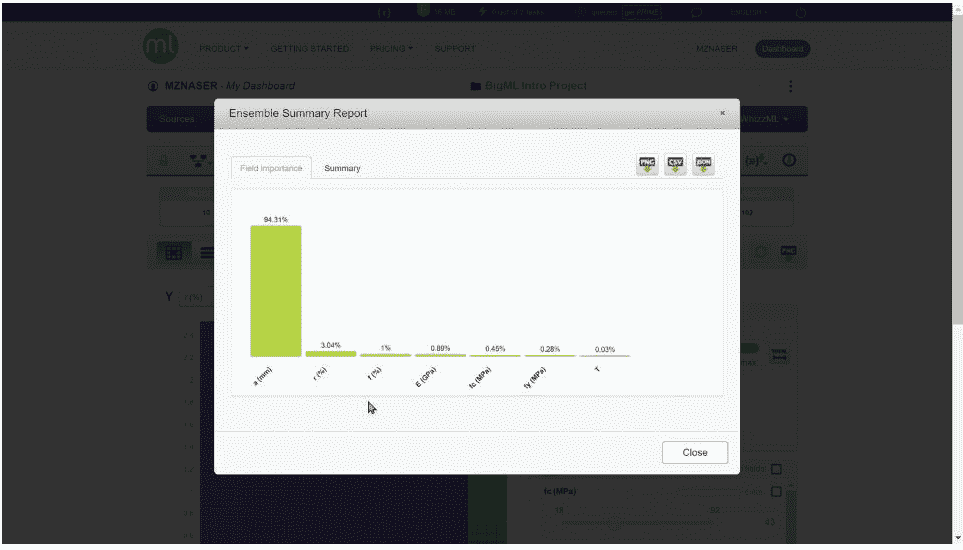 ml
PRODUCT
GETTING STARTED
PRICING
SUPPORT
MZNASER
Dashboard
MZNASER - My Dashboard
BigML Intro Project
Sources
WhizzML
Ensemble Summary Report
×
Field Importance
Summary
PNG
CSV
JSON
94.31%
3.04%
1%
0.89%
0.45%
0.28%
0.03%
a (mm)
r (%)
f (%)
E (GPa)
fc (MPa)
fy (MPa)
T
Y
r (%)
Close
fc (MPa)